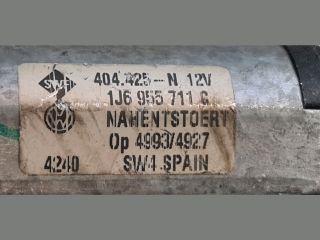 SWF 404.425-N 12V
1J6 955 711 G
NAHENTSTOERT
Op 4993/4927
4240 SW4 SPAIN